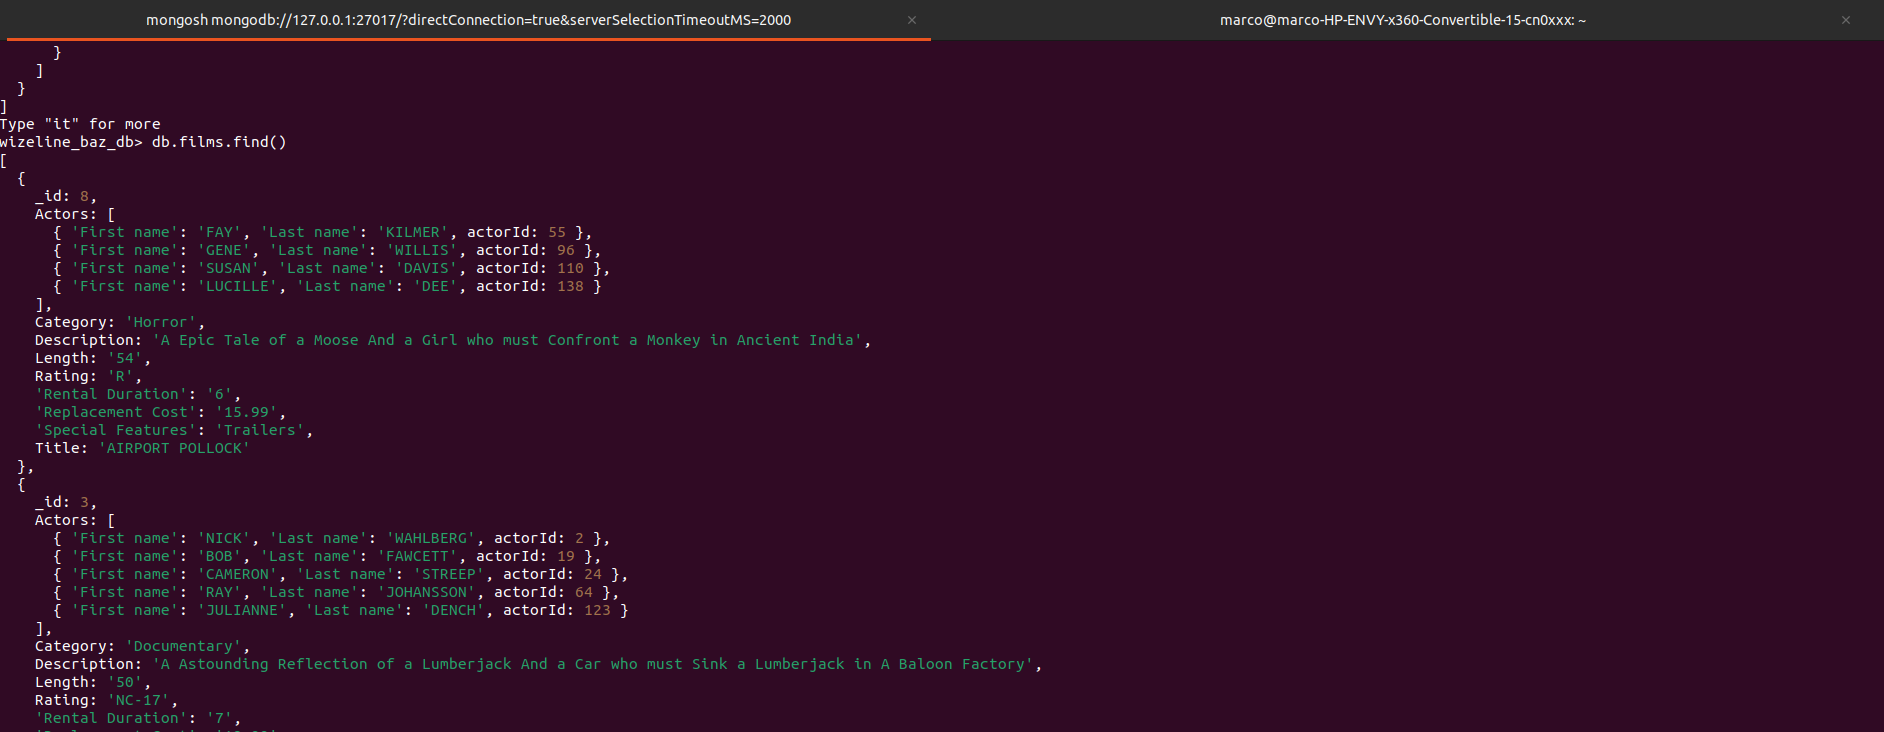 mongosh mongodb://127.0.0.1:27017/?directConnection=true&serverSelectionTimeoutMS=2000 × marco@marco-HP-ENVY-x360-Convertible-15-cn0xxx: ~ ×
      }
    ]
  }
]
Type "it" for more
wizeline_baz_db> db.films.find()
[
  {
    _id: 8,
    Actors: [
      { 'First name': 'FAY', 'Last name': 'KILMER', actorId: 55 },
      { 'First name': 'GENE', 'Last name': 'WILLIS', actorId: 96 },
      { 'First name': 'SUSAN', 'Last name': 'DAVIS', actorId: 110 },
      { 'First name': 'LUCILLE', 'Last name': 'DEE', actorId: 138 }
    ],
    Category: 'Horror',
    Description: 'A Epic Tale of a Moose And a Girl who must Confront a Monkey in Ancient India',
    Length: '54',
    Rating: 'R',
    'Rental Duration': '6',
    'Replacement Cost': '15.99',
    'Special Features': 'Trailers',
    Title: 'AIRPORT POLLOCK'
  },
  {
    _id: 3,
    Actors: [
      { 'First name': 'NICK', 'Last name': 'WAHLBERG', actorId: 2 },
      { 'First name': 'BOB', 'Last name': 'FAWCETT', actorId: 19 },
      { 'First name': 'CAMERON', 'Last name': 'STREEP', actorId: 24 },
      { 'First name': 'RAY', 'Last name': 'JOHANSSON', actorId: 64 },
      { 'First name': 'JULIANNE', 'Last name': 'DENCH', actorId: 123 }
    ],
    Category: 'Documentary',
    Description: 'A Astounding Reflection of a Lumberjack And a Car who must Sink a Lumberjack in A Baloon Factory',
    Length: '50',
    Rating: 'NC-17',
    'Rental Duration': '7',